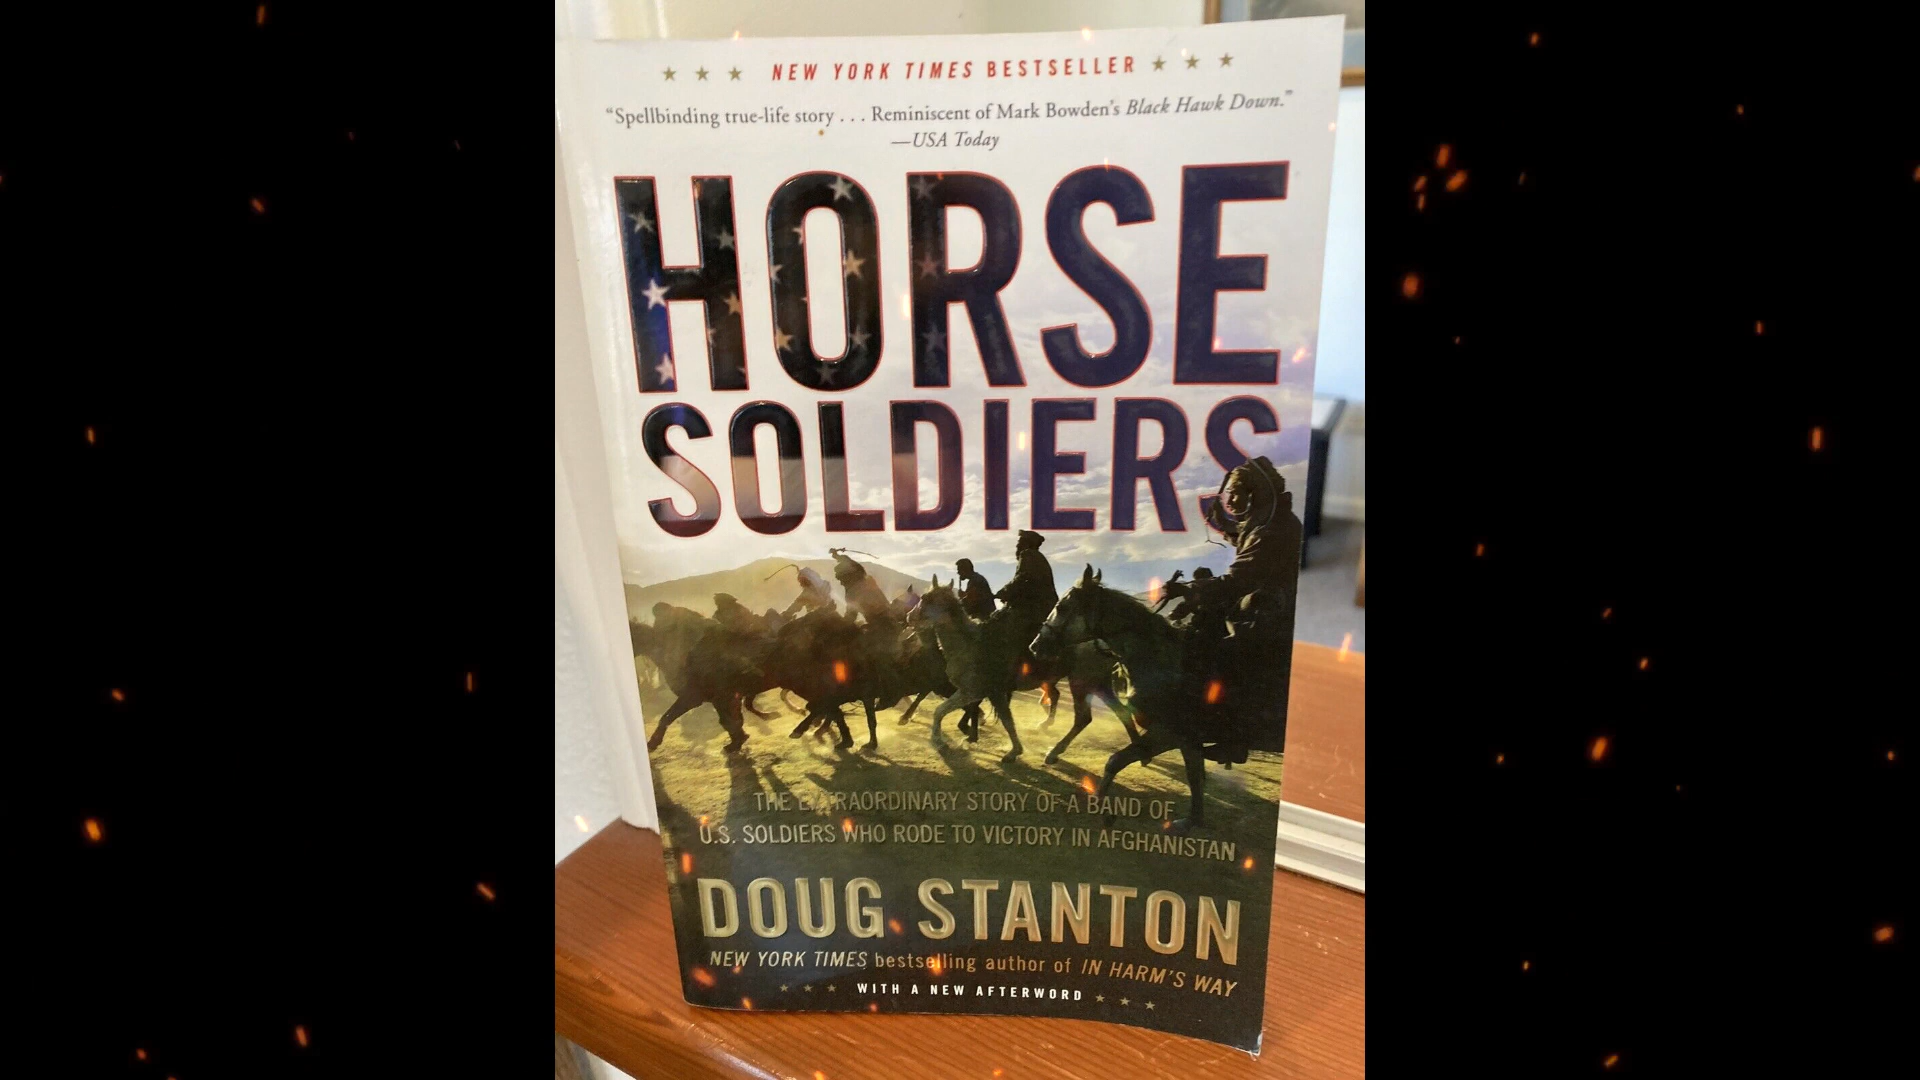 ★ ★ ★ NEW YORK TIMES BESTSELLER ★ ★ ★
“Spellbinding true-life story . . . Reminiscent of Mark Bowden’s Black Hawk Down.”
—USA Today
HORSE
SOLDIERS
THE EXTRAORDINARY STORY OF A BAND OF
U.S. SOLDIERS WHO RODE TO VICTORY IN AFGHANISTAN
DOUG STANTON
NEW YORK TIMES bestselling author of IN HARM’S WAY
★ ★ ★ WITH A NEW AFTERWORD ★ ★ ★